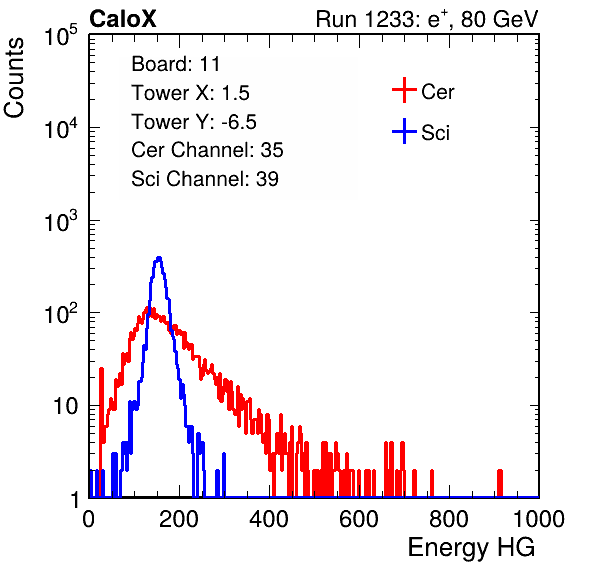 CaloX Run 1233: e⁺, 80 GeV
Counts
10⁵
10⁴
10³
10²
10
1
Board: 11
Tower X: 1.5
Tower Y: -6.5
Cer Channel: 35
Sci Channel: 39
Cer
Sci
0 200 400 600 800 1000
Energy HG